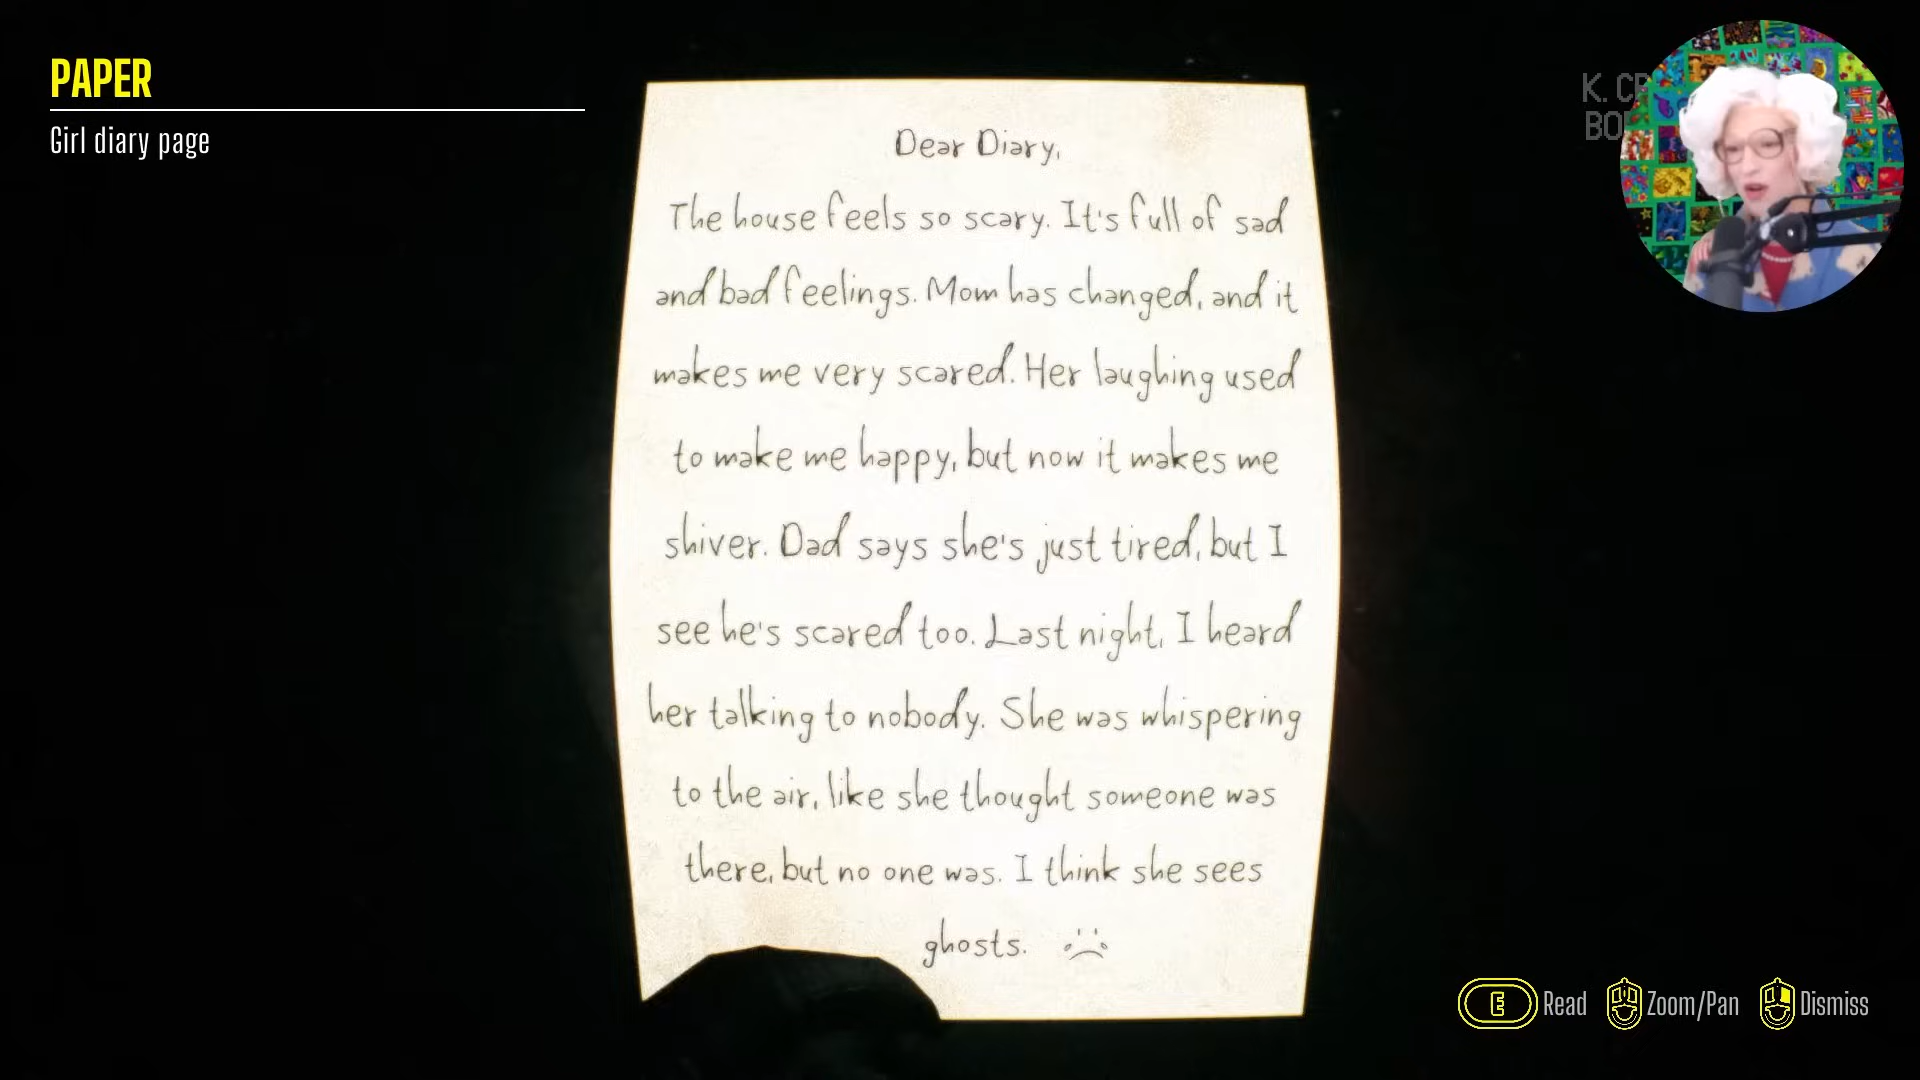 PAPER
Girl diary page
Dear Diary,
The house feels so scary. It's full of sad
and bad feelings. Mom has changed, and it
makes me very scared. Her laughing used
to make me happy, but now it makes me
shiver. Dad says she's just tired, but I
see he's scared too. Last night, I heard
her talking to nobody. She was whispering
to the air, like she thought someone was
there, but no one was. I think she sees
ghosts.
K.
E Read Zoom/Pan Dismiss